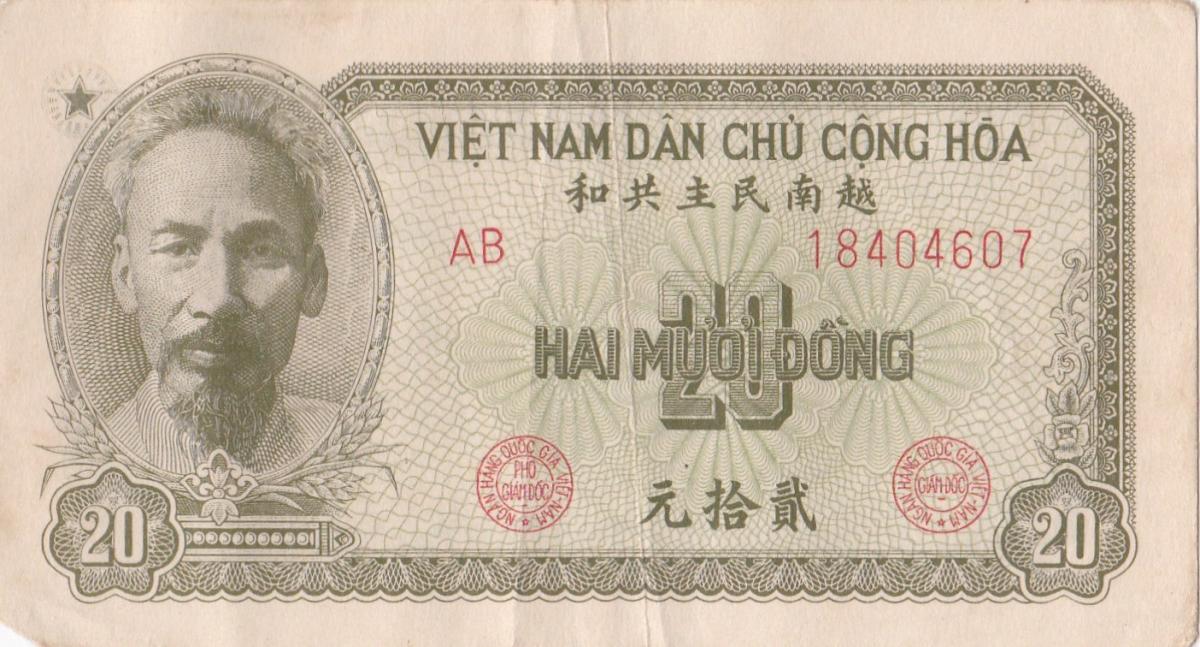 VIỆT NAM DÂN CHỦ CỘNG HÒA
和共主民南越
AB 18404607
20
HAI MƯƠI ĐỒNG
NGÂN HÀNG QUỐC GIA VIỆT-NAM
PHÓ
GIÁM-ĐỐC
元拾貳
NGÂN HÀNG QUỐC GIA VIỆT-NAM
GIÁM-ĐỐC
20
20